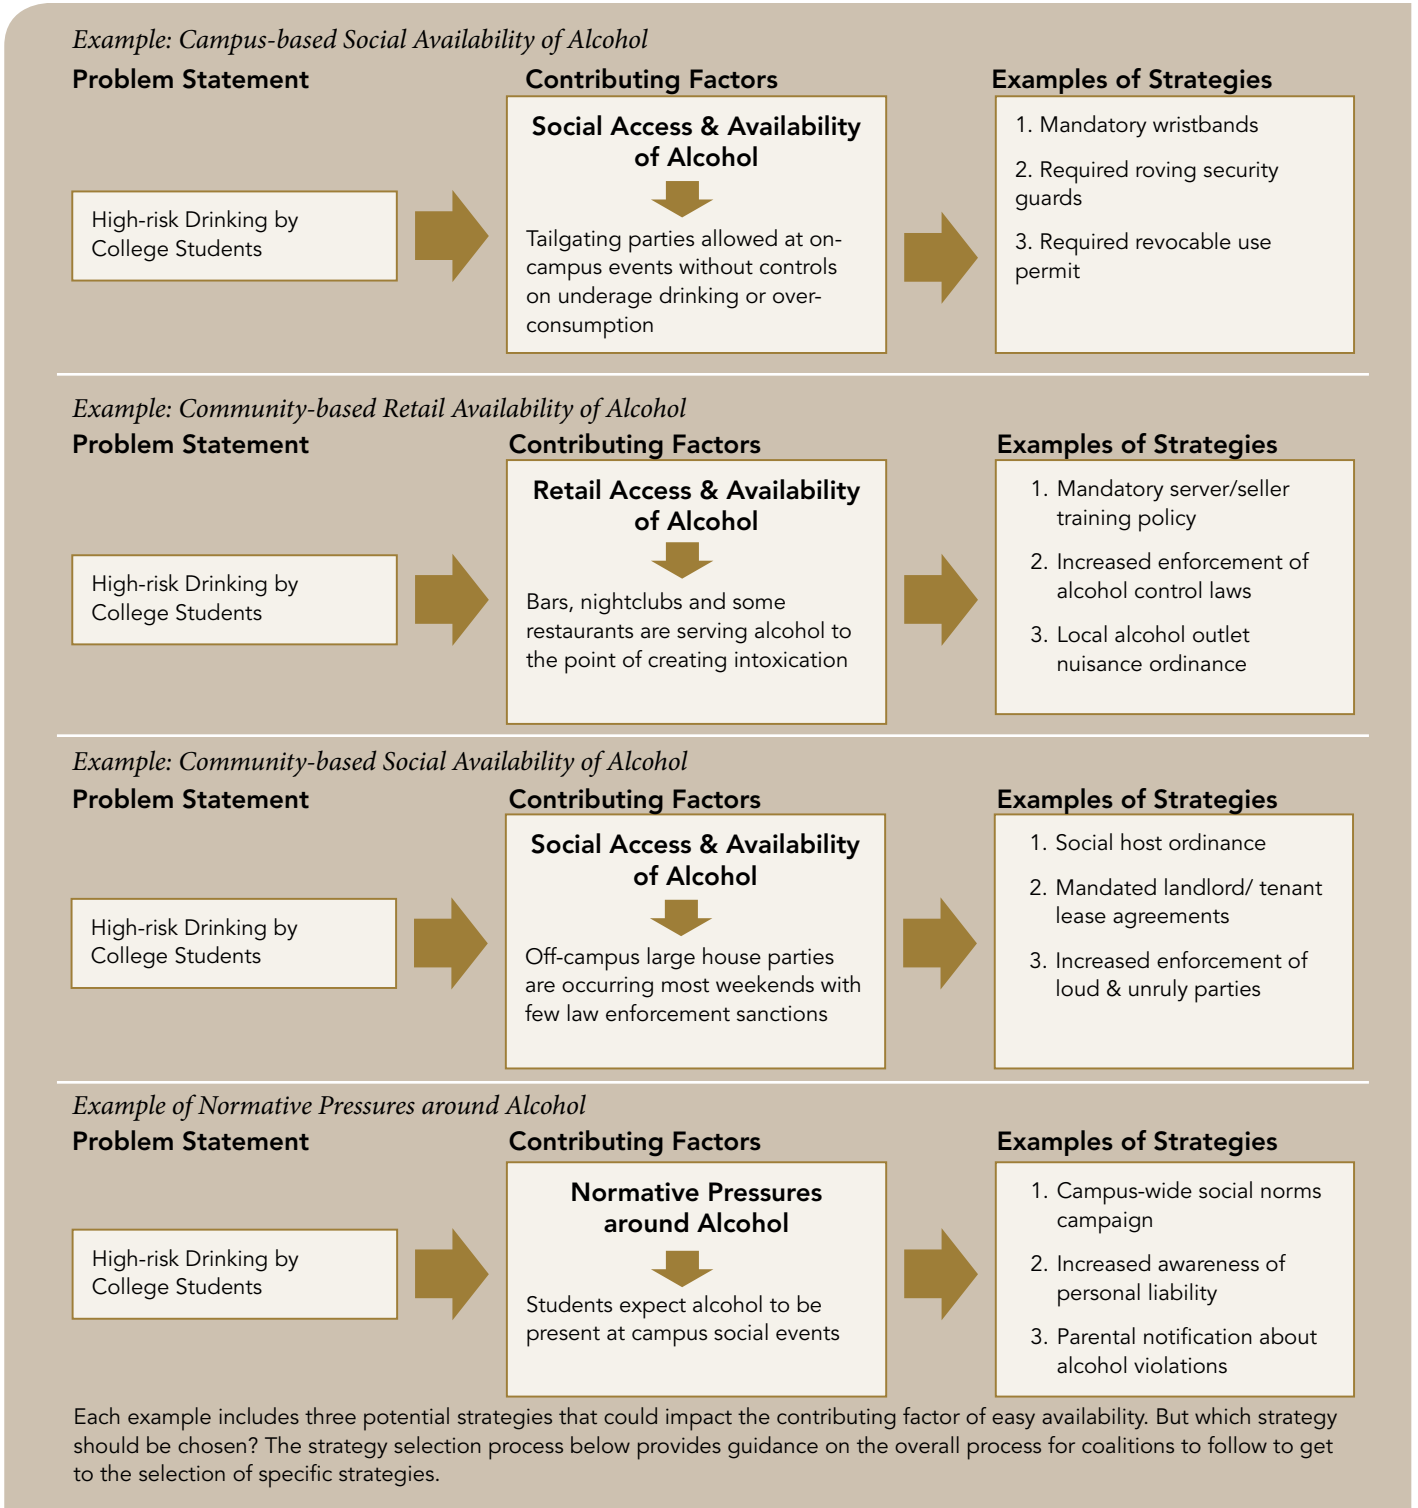 Example: Campus-based Social Availability of Alcohol
Problem Statement
Contributing Factors
Examples of Strategies
High-risk Drinking by
College Students
Social Access & Availability
of Alcohol
Tailgating parties allowed at on-
campus events without controls
on underage drinking or over-
consumption
1. Mandatory wristbands
2. Required roving security
guards
3. Required revocable use
permit
Example: Community-based Retail Availability of Alcohol
Problem Statement
Contributing Factors
Examples of Strategies
High-risk Drinking by
College Students
Retail Access & Availability
of Alcohol
Bars, nightclubs and some
restaurants are serving alcohol to
the point of creating intoxication
1. Mandatory server/seller
training policy
2. Increased enforcement of
alcohol control laws
3. Local alcohol outlet
nuisance ordinance
Example: Community-based Social Availability of Alcohol
Problem Statement
Contributing Factors
Examples of Strategies
High-risk Drinking by
College Students
Social Access & Availability
of Alcohol
Off-campus large house parties
are occurring most weekends with
few law enforcement sanctions
1. Social host ordinance
2. Mandated landlord/ tenant
lease agreements
3. Increased enforcement of
loud & unruly parties
Example of Normative Pressures around Alcohol
Problem Statement
Contributing Factors
Examples of Strategies
High-risk Drinking by
College Students
Normative Pressures
around Alcohol
Students expect alcohol to be
present at campus social events
1. Campus-wide social norms
campaign
2. Increased awareness of
personal liability
3. Parental notification about
alcohol violations
Each example includes three potential strategies that could impact the contributing factor of easy availability. But which strategy
should be chosen? The strategy selection process below provides guidance on the overall process for coalitions to follow to get
to the selection of specific strategies.